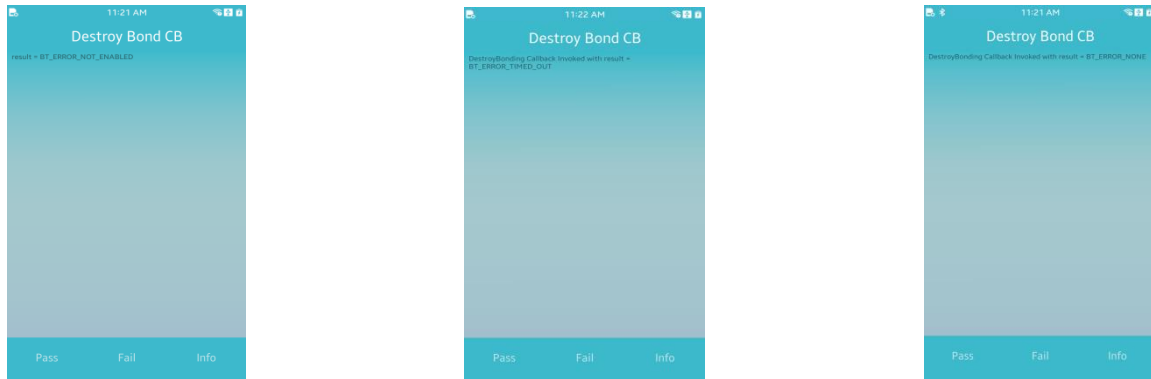 11:21 AM
Destroy Bond CB
result = BT_ERROR_NOT_ENABLED
Pass Fail Info
11:22 AM
Destroy Bond CB
DestroyBonding Callback Invoked with result =
BT_ERROR_TIMED_OUT
Pass Fail Info
11:21 AM
Destroy Bond CB
DestroyBonding Callback Invoked with result = BT_ERROR_NONE
Pass Fail Info